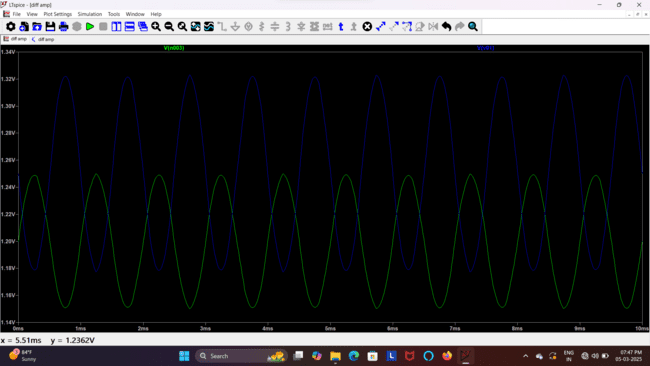 LTspice - [diff amp]
File View Plot Settings Simulation Tools Window Help
diff amp diff amp
V(n003)
1.34V
1.32V
1.30V
1.28V
1.26V
1.24V
1.22V
1.20V
1.18V
1.16V
1.14V
0ms 1ms 2ms 3ms 4ms 5ms 6ms 7ms 8ms 9ms 10ms
x = 5.51ms y = 1.2362V
84°F
Sunny
Search
ENG
IN
07:47 PM
05-03-2025